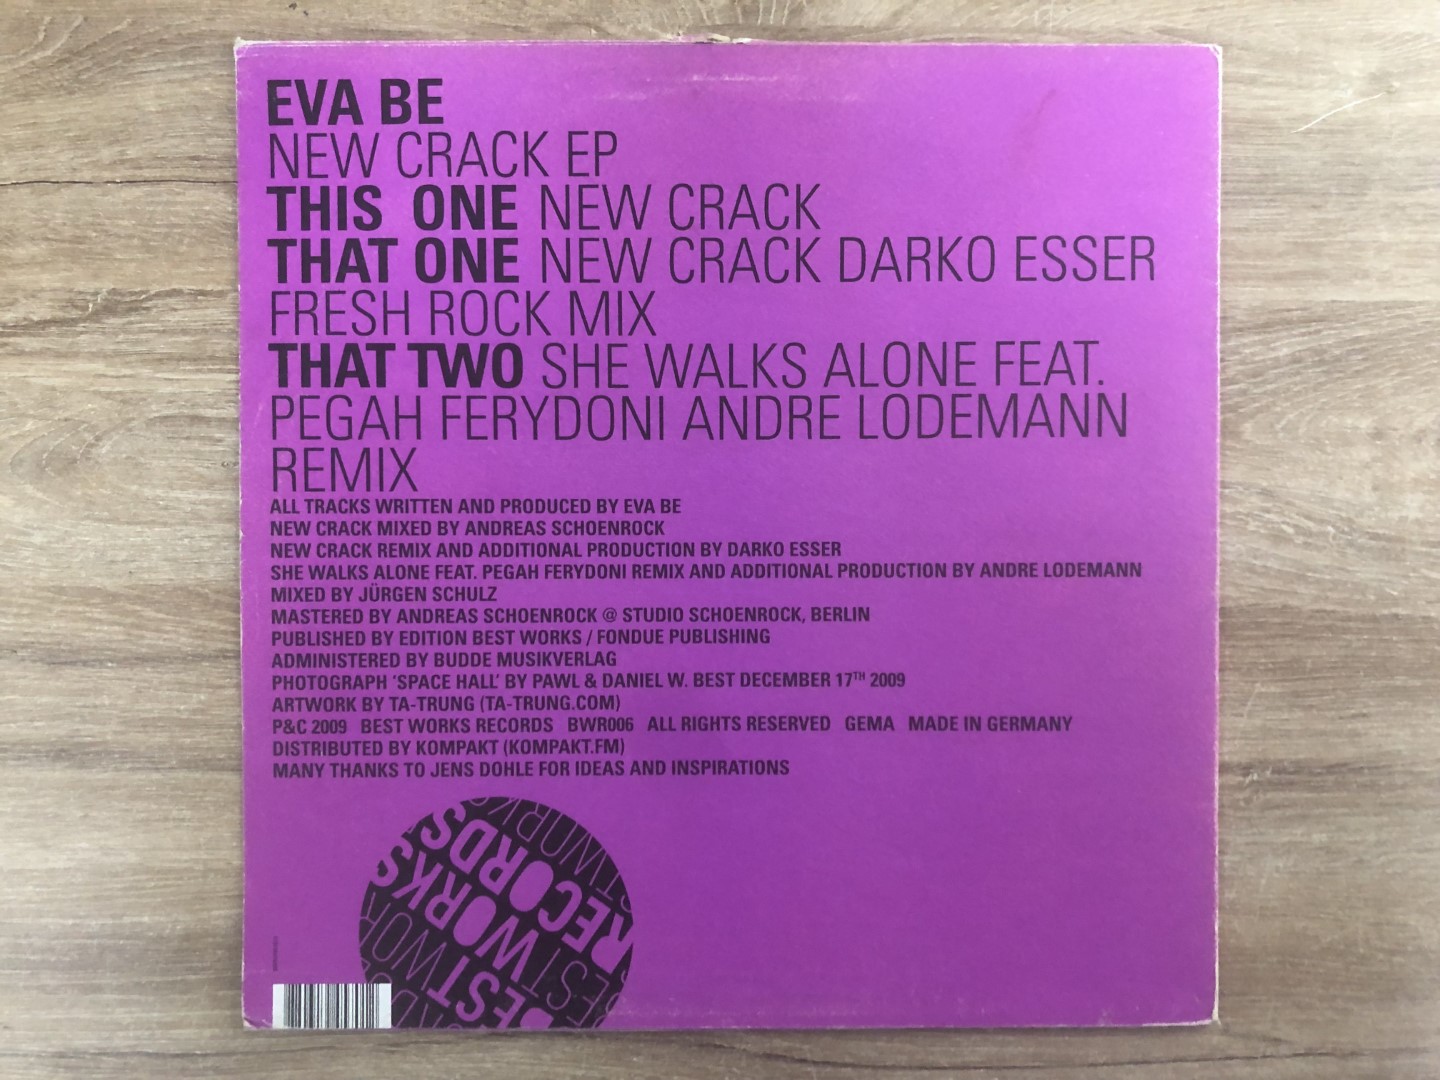 EVA BE
NEW CRACK EP
THIS ONE NEW CRACK
THAT ONE NEW CRACK DARKO ESSER
FRESH ROCK MIX
THAT TWO SHE WALKS ALONE FEAT.
PEGAH FERYDONI ANDRE LODEMANN
REMIX
ALL TRACKS WRITTEN AND PRODUCED BY EVA BE
NEW CRACK MIXED BY ANDREAS SCHOENROCK
NEW CRACK REMIX AND ADDITIONAL PRODUCTION BY DARKO ESSER
SHE WALKS ALONE FEAT. PEGAH FERYDONI REMIX AND ADDITIONAL PRODUCTION BY ANDRE LODEMANN
MIXED BY JÜRGEN SCHULZ
MASTERED BY ANDREAS SCHOENROCK @ STUDIO SCHOENROCK, BERLIN
PUBLISHED BY EDITION BEST WORKS / FONDUE PUBLISHING
ADMINISTERED BY BUDDE MUSIKVERLAG
PHOTOGRAPH ‘SPACE HALL’ BY PAWL & DANIEL W. BEST DECEMBER 17TH 2009
ARTWORK BY TA-TRUNG (TA-TRUNG.COM)
P&C 2009 BEST WORKS RECORDS BWR006 ALL RIGHTS RESERVED GEMA MADE IN GERMANY
DISTRIBUTED BY KOMPAKT (KOMPAKT.FM)
MANY THANKS TO JENS DOHLE FOR IDEAS AND INSPIRATIONS
WORKS
RECORDS
EST WORKS
RECORDS